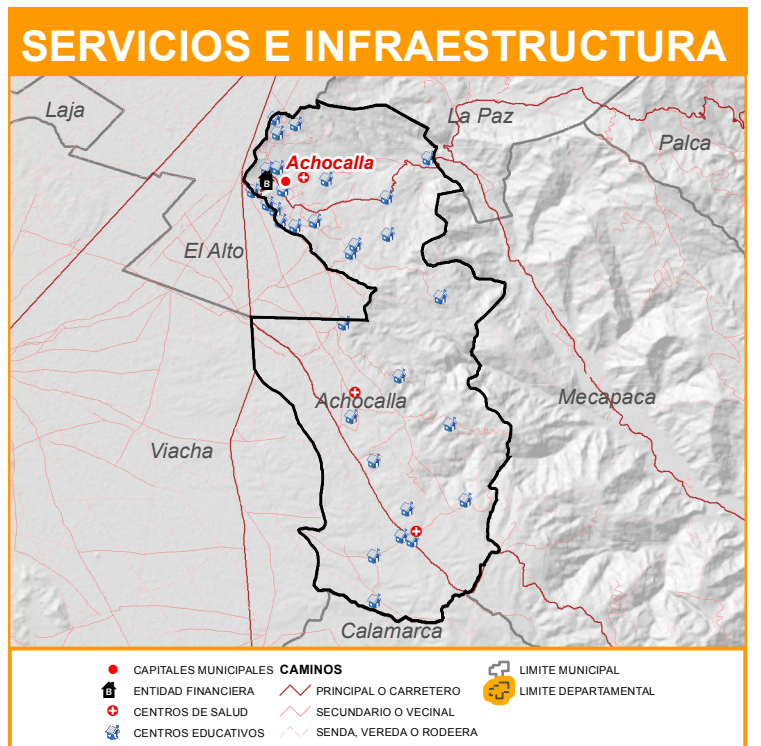 SERVICIOS E INFRAESTRUCTURA
Laja
La Paz
Palca
Achocalla
B
El Alto
Achocalla
Mecapaca
Viacha
Calamarca
CAPITALES MUNICIPALES
B ENTIDAD FINANCIERA
CENTROS DE SALUD
CENTROS EDUCATIVOS
CAMINOS
PRINCIPAL O CARRETERO
SECUNDARIO O VECINAL
SENDA, VEREDA O RODEERA
LIMITE MUNICIPAL
LIMITE DEPARTAMENTAL